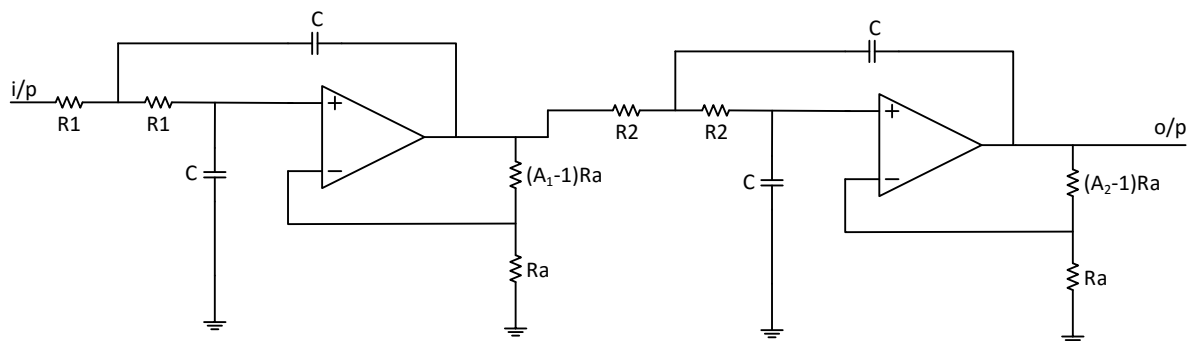 C
C
i/p
R1
R1
+
−
C
(A₁-1)Ra
Ra
R2
R2
+
−
C
(A₂-1)Ra
Ra
o/p